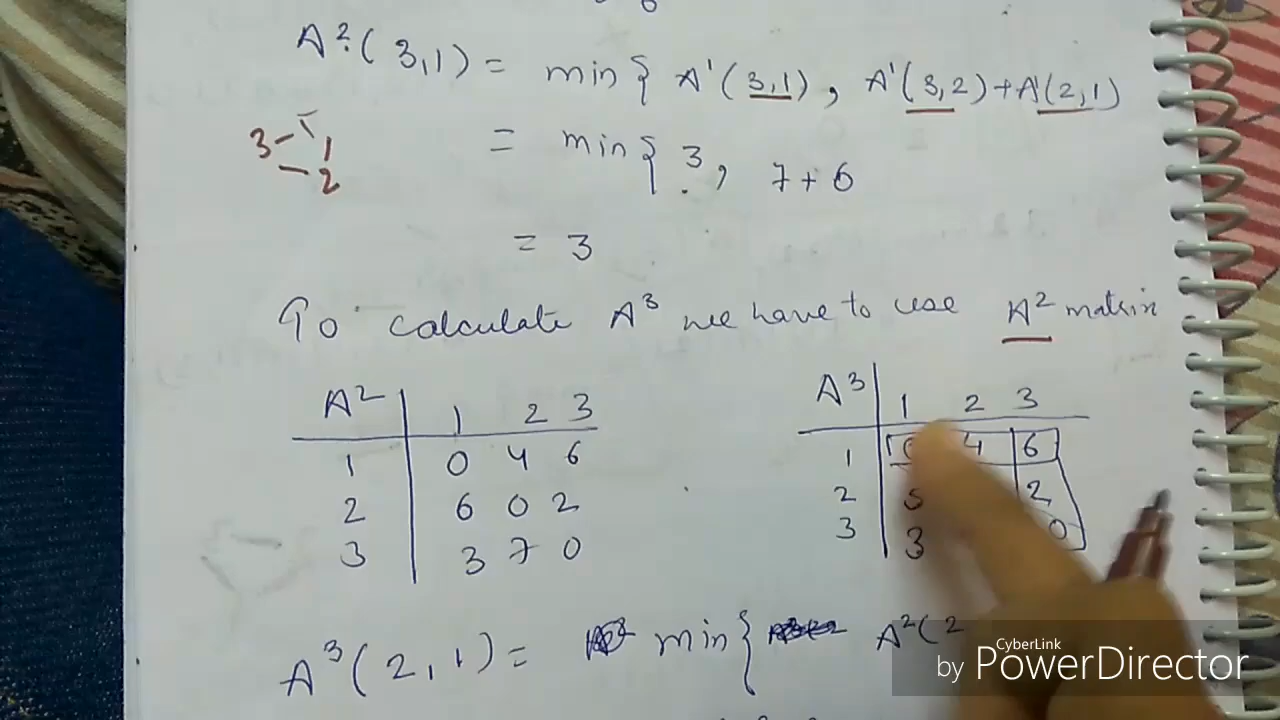 A²(3,1) = min{ A'(3,1), A'(3,2)+A'(2,1)
3 1
2
= min{ 3, 7+6
= 3
To calculate A³ we have to use A² matrix
A² 1 2 3
1 0 4 6
2 6 0 2
3 3 7 0
A³ 1 2 3
1 4 6
2 5 2
3 3 0
A³(2,1) = min{ A²(2
CyberLink
by PowerDirector